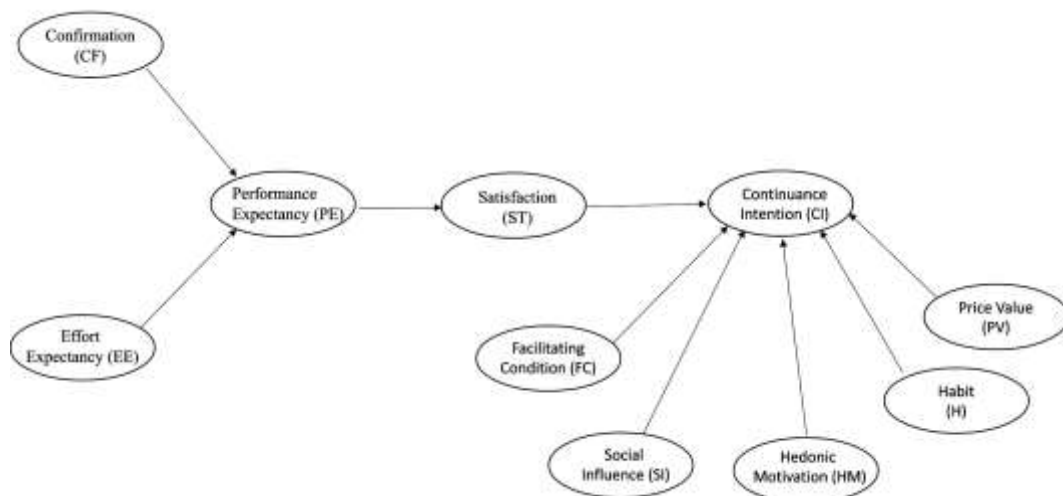 Confirmation
(CF)
Performance
Expectancy (PE)
Satisfaction
(ST)
Continuance
Intention (CI)
Effort
Expectancy (EE)
Facilitating
Condition (FC)
Social
Influence (SI)
Hedonic
Motivation (HM)
Habit
(H)
Price Value
(PV)